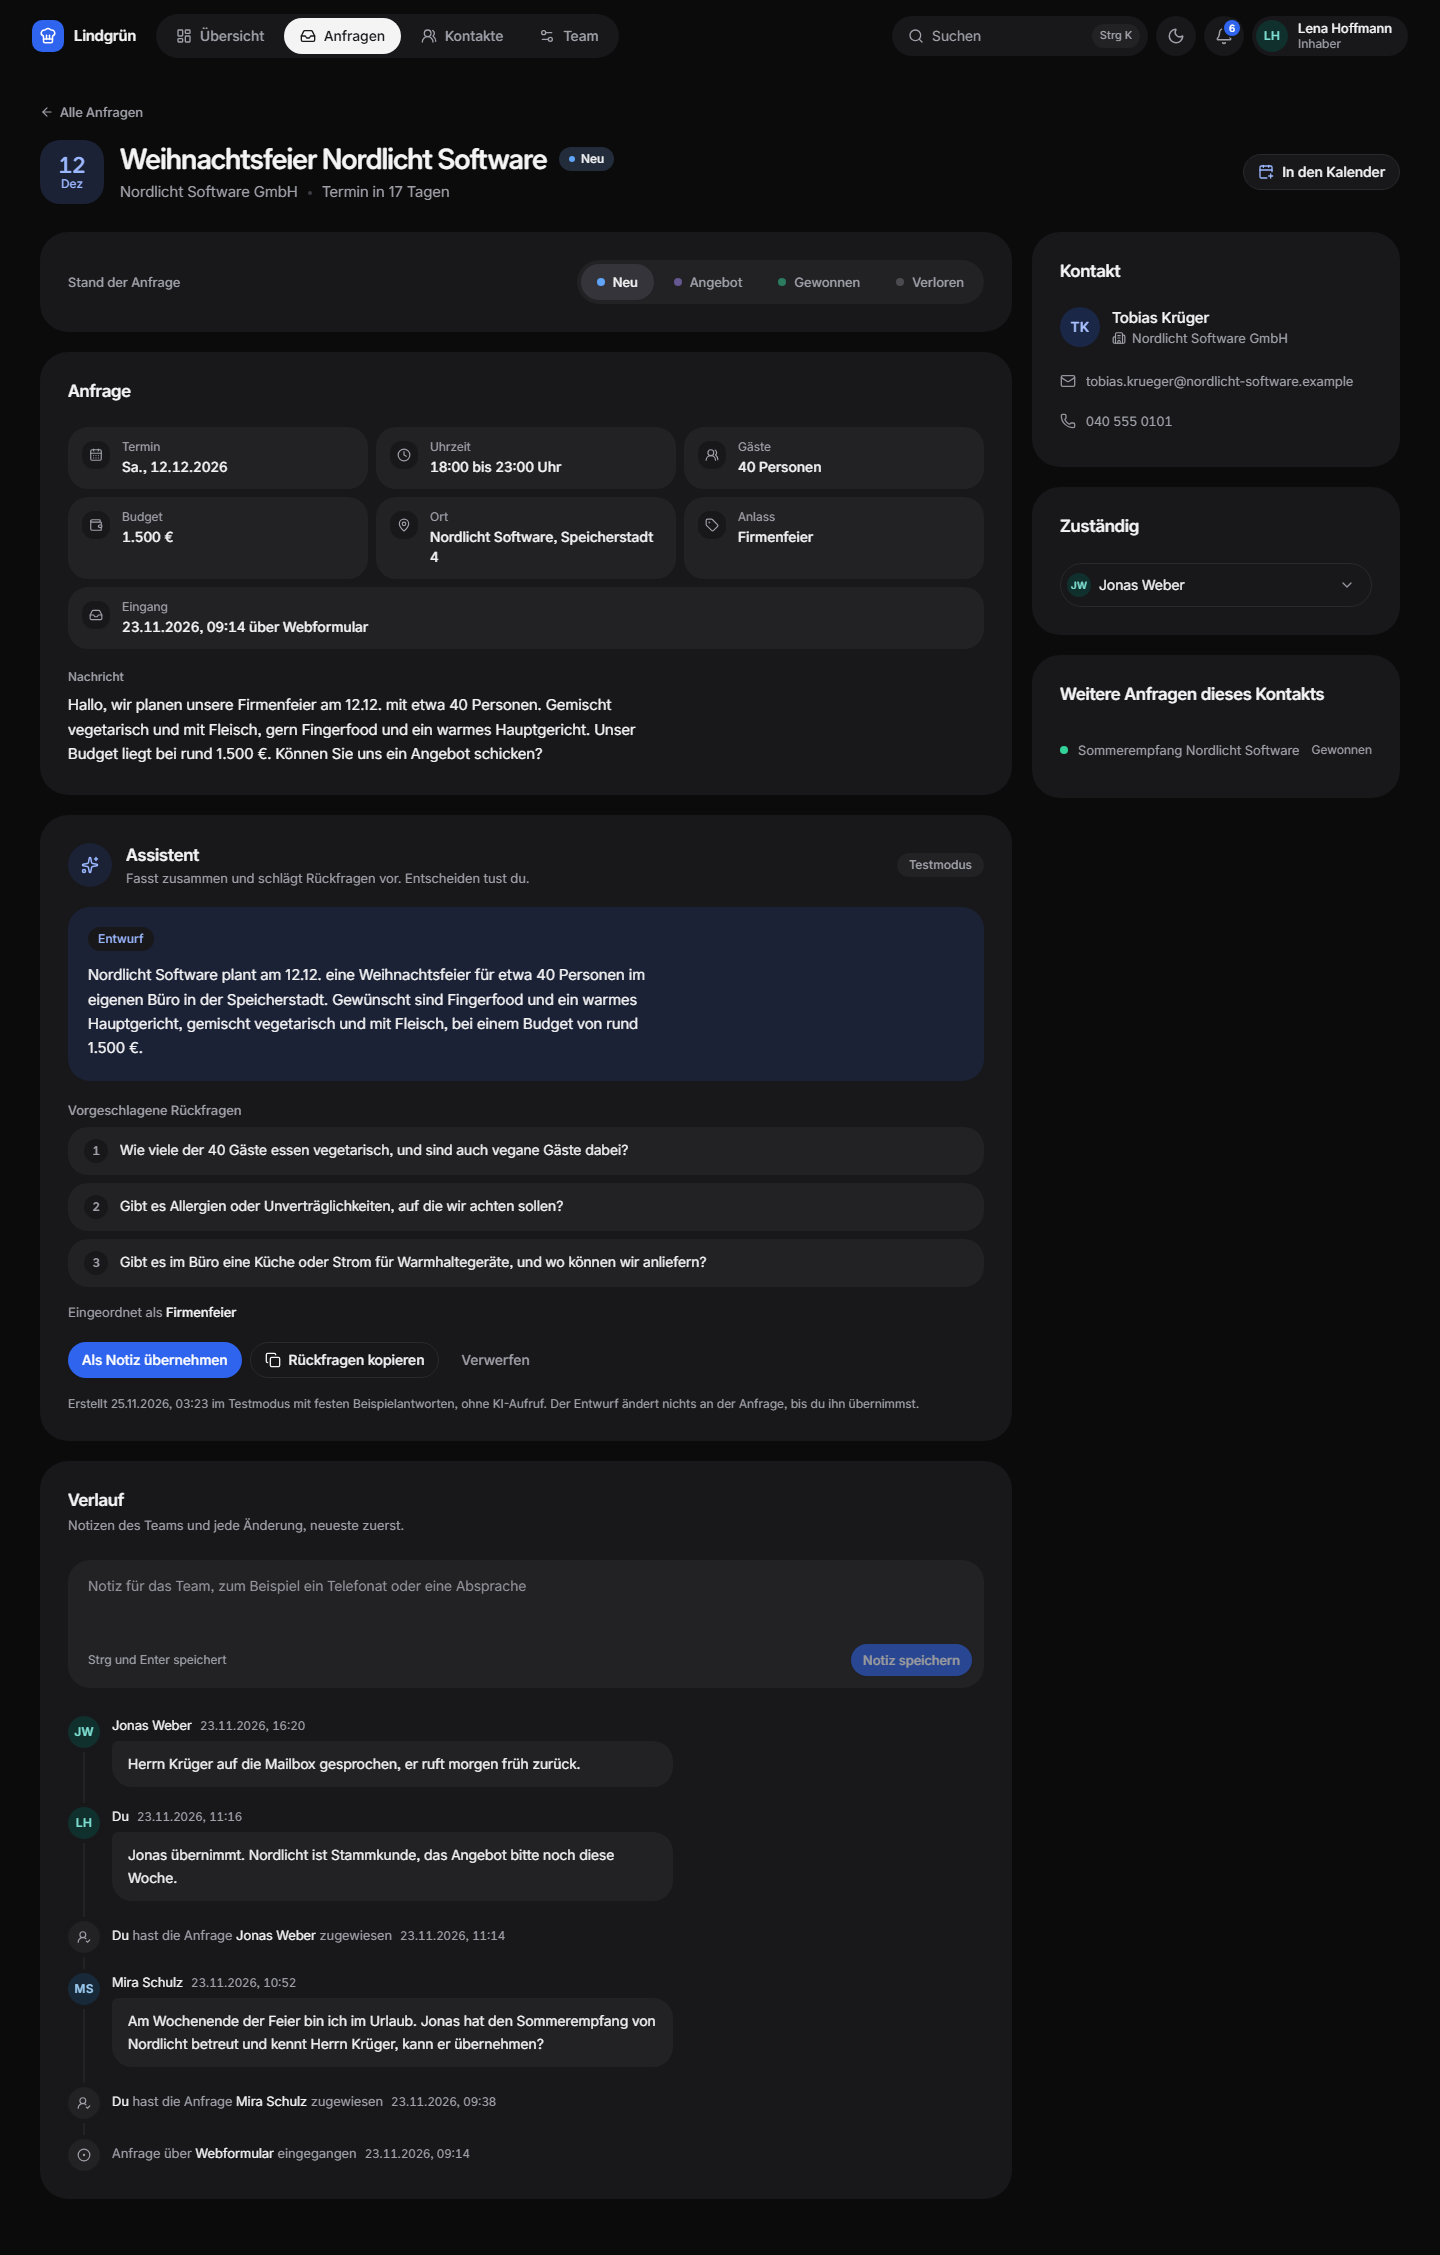 Lindgrün
Übersicht
Anfragen
Kontakte
Team
Suchen
Strg K
6
LH
Lena Hoffmann
Inhaber
Alle Anfragen
12
Dez
Weihnachtsfeier Nordlicht Software
Neu
Nordlicht Software GmbH • Termin in 17 Tagen
In den Kalender
Stand der Anfrage
Neu
Angebot
Gewonnen
Verloren
Anfrage
Termin
Sa., 12.12.2026
Uhrzeit
18:00 bis 23:00 Uhr
Gäste
40 Personen
Budget
1.500 €
Ort
Nordlicht Software, Speicherstadt
4
Anlass
Firmenfeier
Eingang
23.11.2026, 09:14 über Webformular
Nachricht
Hallo, wir planen unsere Firmenfeier am 12.12. mit etwa 40 Personen. Gemischt
vegetarisch und mit Fleisch, gern Fingerfood und ein warmes Hauptgericht. Unser
Budget liegt bei rund 1.500 €. Können Sie uns ein Angebot schicken?
Kontakt
TK
Tobias Krüger
Nordlicht Software GmbH
tobias.krueger@nordlicht-software.example
040 555 0101
Zuständig
JW
Jonas Weber
Weitere Anfragen dieses Kontakts
Sommerempfang Nordlicht Software
Gewonnen
Assistent
Fasst zusammen und schlägt Rückfragen vor. Entscheiden tust du.
Testmodus
Entwurf
Nordlicht Software plant am 12.12. eine Weihnachtsfeier für etwa 40 Personen im
eigenen Büro in der Speicherstadt. Gewünscht sind Fingerfood und ein warmes
Hauptgericht, gemischt vegetarisch und mit Fleisch, bei einem Budget von rund
1.500 €.
Vorgeschlagene Rückfragen
1 Wie viele der 40 Gäste essen vegetarisch, und sind auch vegane Gäste dabei?
2 Gibt es Allergien oder Unverträglichkeiten, auf die wir achten sollen?
3 Gibt es im Büro eine Küche oder Strom für Warmhaltegeräte, und wo können wir anliefern?
Eingeordnet als Firmenfeier
Als Notiz übernehmen
Rückfragen kopieren
Verwerfen
Erstellt 25.11.2026, 03:23 im Testmodus mit festen Beispielantworten, ohne KI-Aufruf. Der Entwurf ändert nichts an der Anfrage, bis du ihn übernimmst.
Verlauf
Notizen des Teams und jede Änderung, neueste zuerst.
Notiz für das Team, zum Beispiel ein Telefonat oder eine Absprache
Strg und Enter speichert
Notiz speichern
JW
Jonas Weber 23.11.2026, 16:20
Herrn Krüger auf die Mailbox gesprochen, er ruft morgen früh zurück.
LH
Du 23.11.2026, 11:16
Jonas übernimmt. Nordlicht ist Stammkunde, das Angebot bitte noch diese
Woche.
Du hast die Anfrage Jonas Weber zugewiesen 23.11.2026, 11:14
MS
Mira Schulz 23.11.2026, 10:52
Am Wochenende der Feier bin ich im Urlaub. Jonas hat den Sommerempfang von
Nordlicht betreut und kennt Herrn Krüger, kann er übernehmen?
Du hast die Anfrage Mira Schulz zugewiesen 23.11.2026, 09:38
Anfrage über Webformular eingegangen 23.11.2026, 09:14